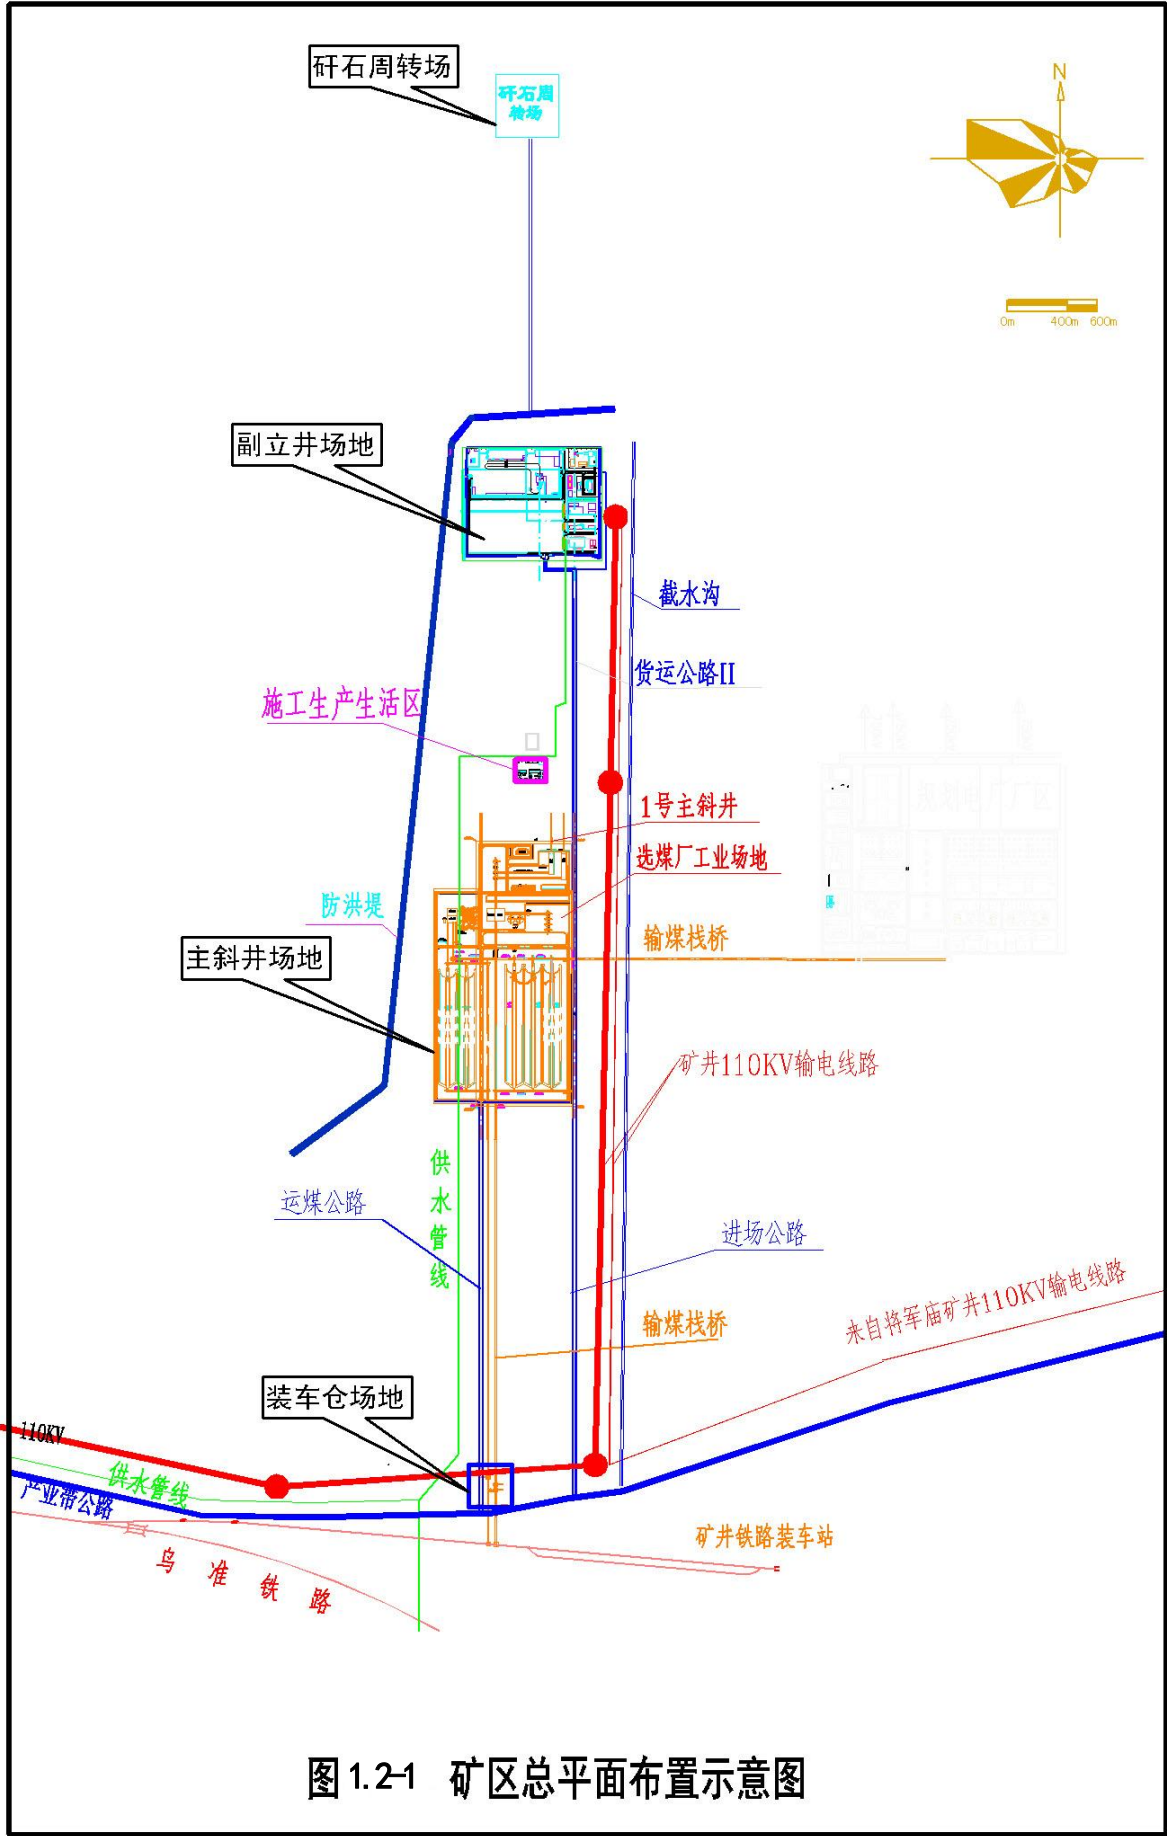 矸石周转场
矸石周
转场
N
0m 400m 600m
副立井场地
截水沟
货运公路II
施工生产生活区
规划电厂厂区
1号主斜井
选煤厂工业场地
防洪堤
输煤栈桥
主斜井场地
矿井110KV输电线路
供水管线
运煤公路
进场公路
来自将军庙矿井110KV输电线路
输煤栈桥
装车仓场地
110KV
供水管线
产业带公路
矿井铁路装车站
乌准铁路
图 1.2-1 矿区总平面布置示意图